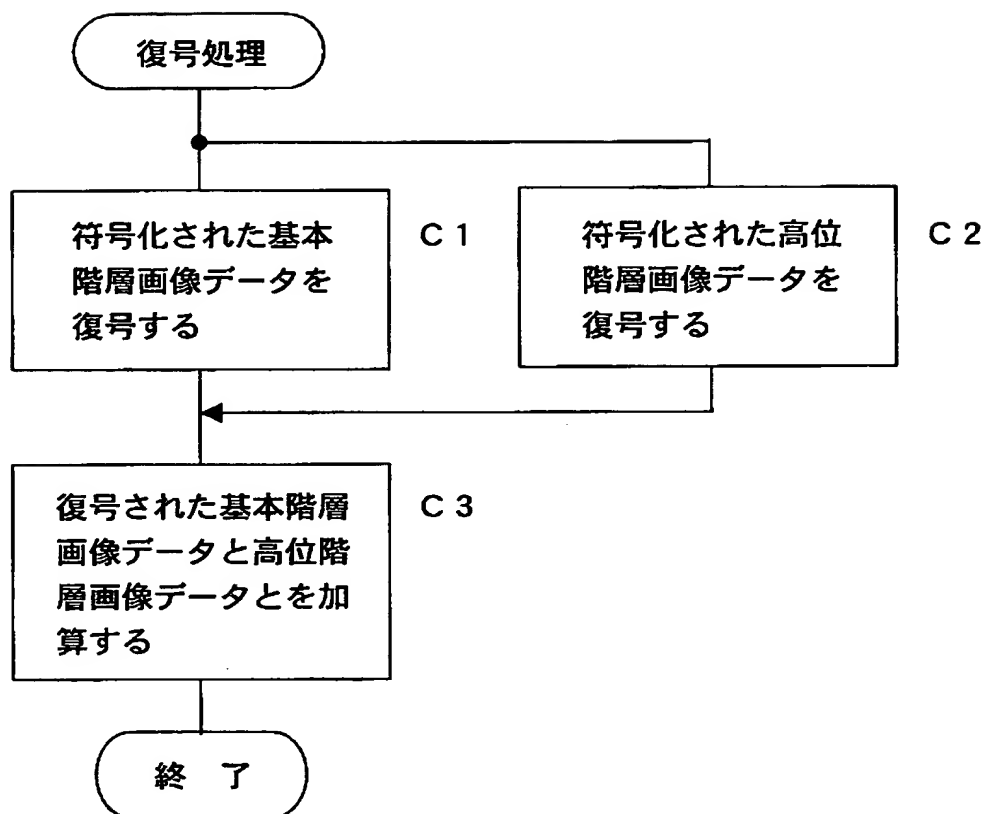 復号処理
符号化された基本
階層画像データを
復号する
C 1
符号化された高位
階層画像データを
復号する
C 2
復号された基本階層
画像データと高位階
層画像データとを加
算する
C 3
終 了